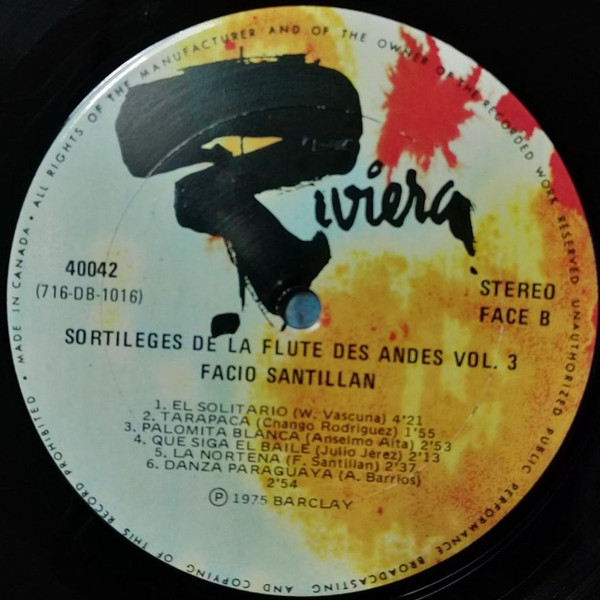 MADE IN CANADA • ALL RIGHTS OF THE MANUFACTURER AND OF THE OWNER OF THE RECORDED WORK RESERVED UNAUTHORIZED PUBLIC PERFORMANCE BROADCASTING AND COPYING OF THIS RECORD PROHIBITED •
Riviera
40042
(716-DB-1016)
STEREO
FACE B
SORTILEGES DE LA FLUTE DES ANDES VOL. 3
FACIO SANTILLAN
1. EL SOLITARIO (W. Vascuna) 4'21
2. TARAPACA (Chango Rodriguez) 1'55
3. PALOMITA BLANCA (Anselmo Aita) 2'53
4. QUE SIGA EL BAILE (Julio Jérez) 2'13
5. LA NORTENA (F. Santillan) 2'37
6. DANZA PARAGUAYA (A. Barrios)
2'54
Ⓟ 1975 BARCLAY